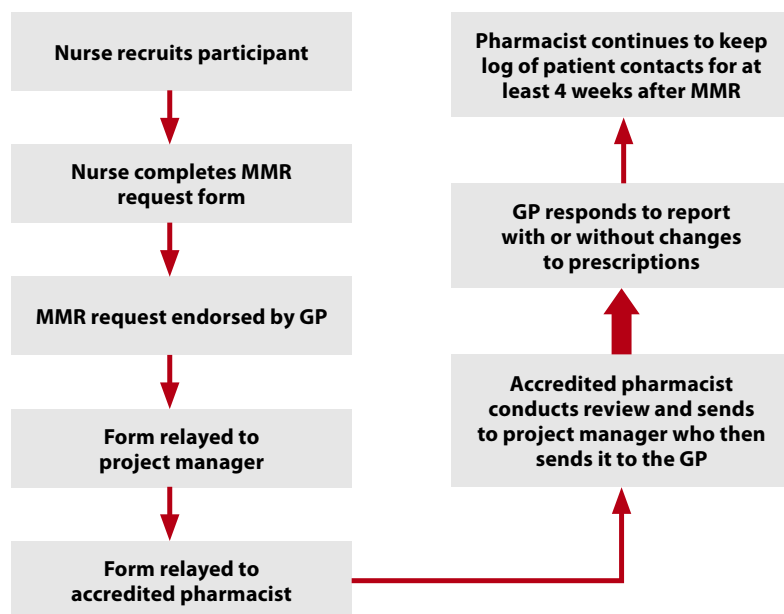 Nurse recruits participant
Nurse completes MMR
request form
MMR request endorsed by GP
Form relayed to
project manager
Form relayed to
accredited pharmacist
Accredited pharmacist
conducts review and sends
to project manager who then
sends it to the GP
GP responds to report
with or without changes
to prescriptions
Pharmacist continues to keep
log of patient contacts for at
least 4 weeks after MMR